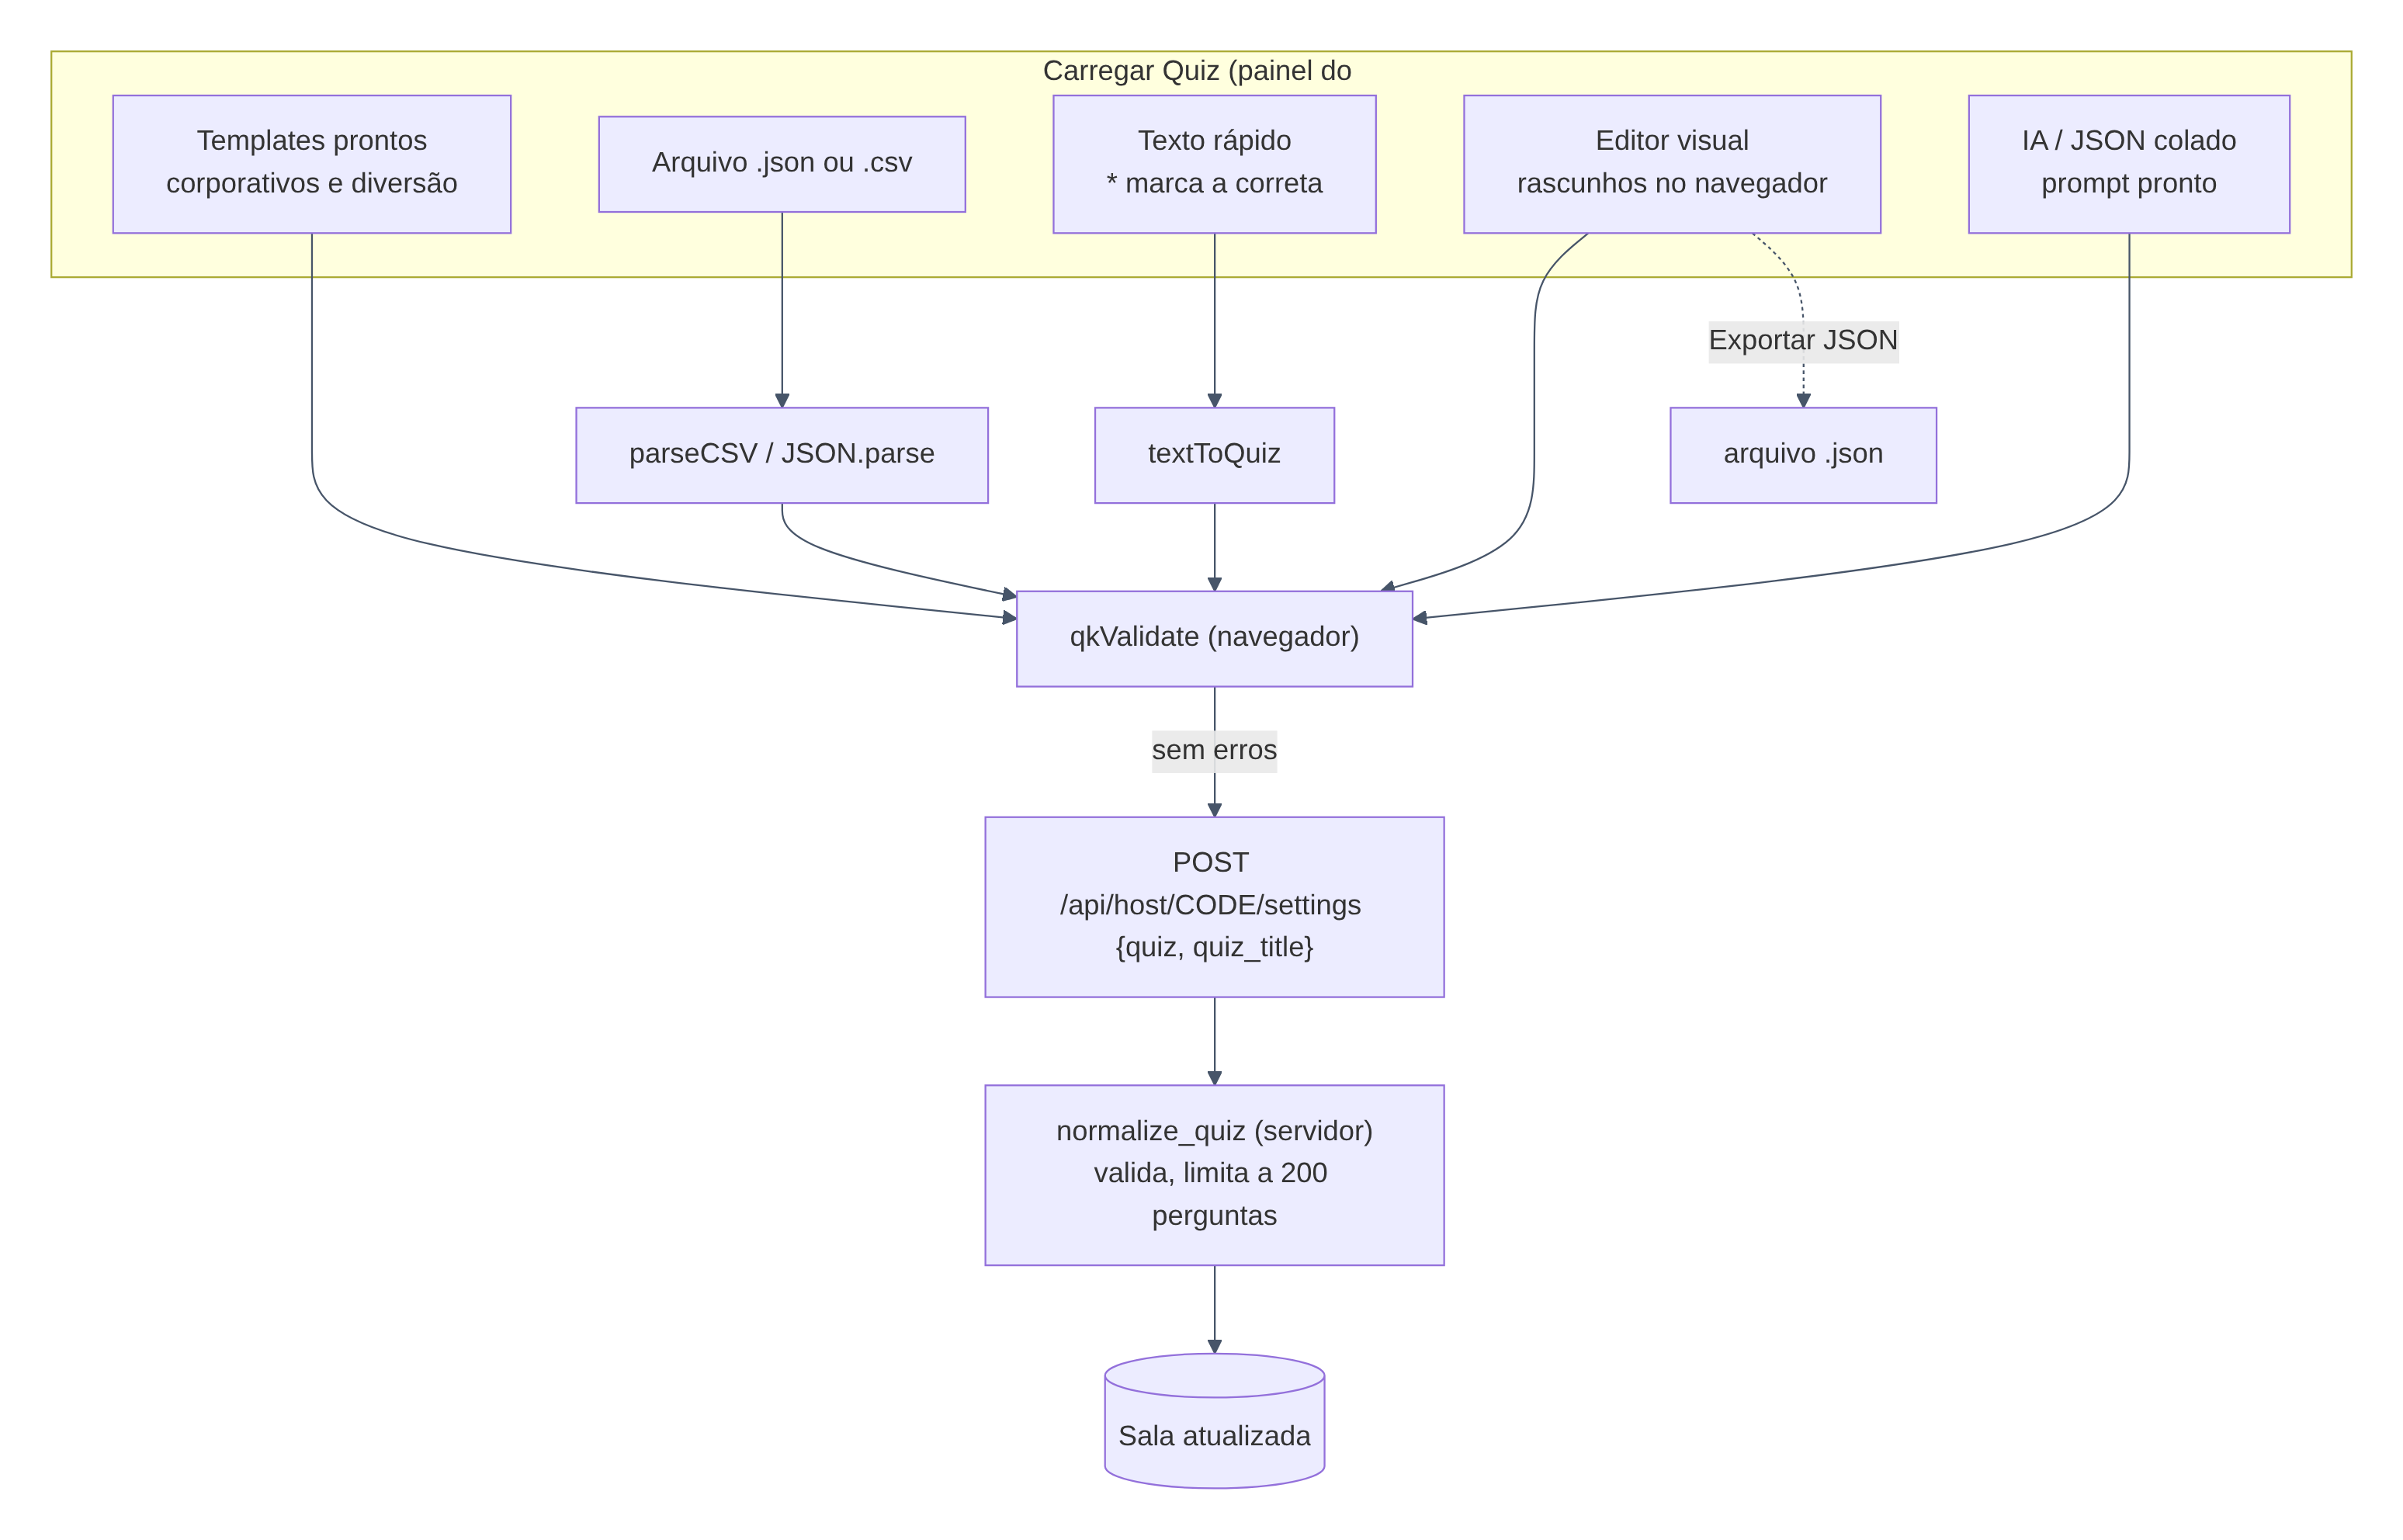 Carregar Quiz (painel do
Templates prontos
corporativos e diversão
Arquivo .json ou .csv
Texto rápido
* marca a correta
Editor visual
rascunhos no navegador
IA / JSON colado
prompt pronto
Exportar JSON
parseCSV / JSON.parse
textToQuiz
arquivo .json
qkValidate (navegador)
sem erros
POST
/api/host/CODE/settings
{quiz, quiz_title}
normalize_quiz (servidor)
valida, limita a 200
perguntas
Sala atualizada